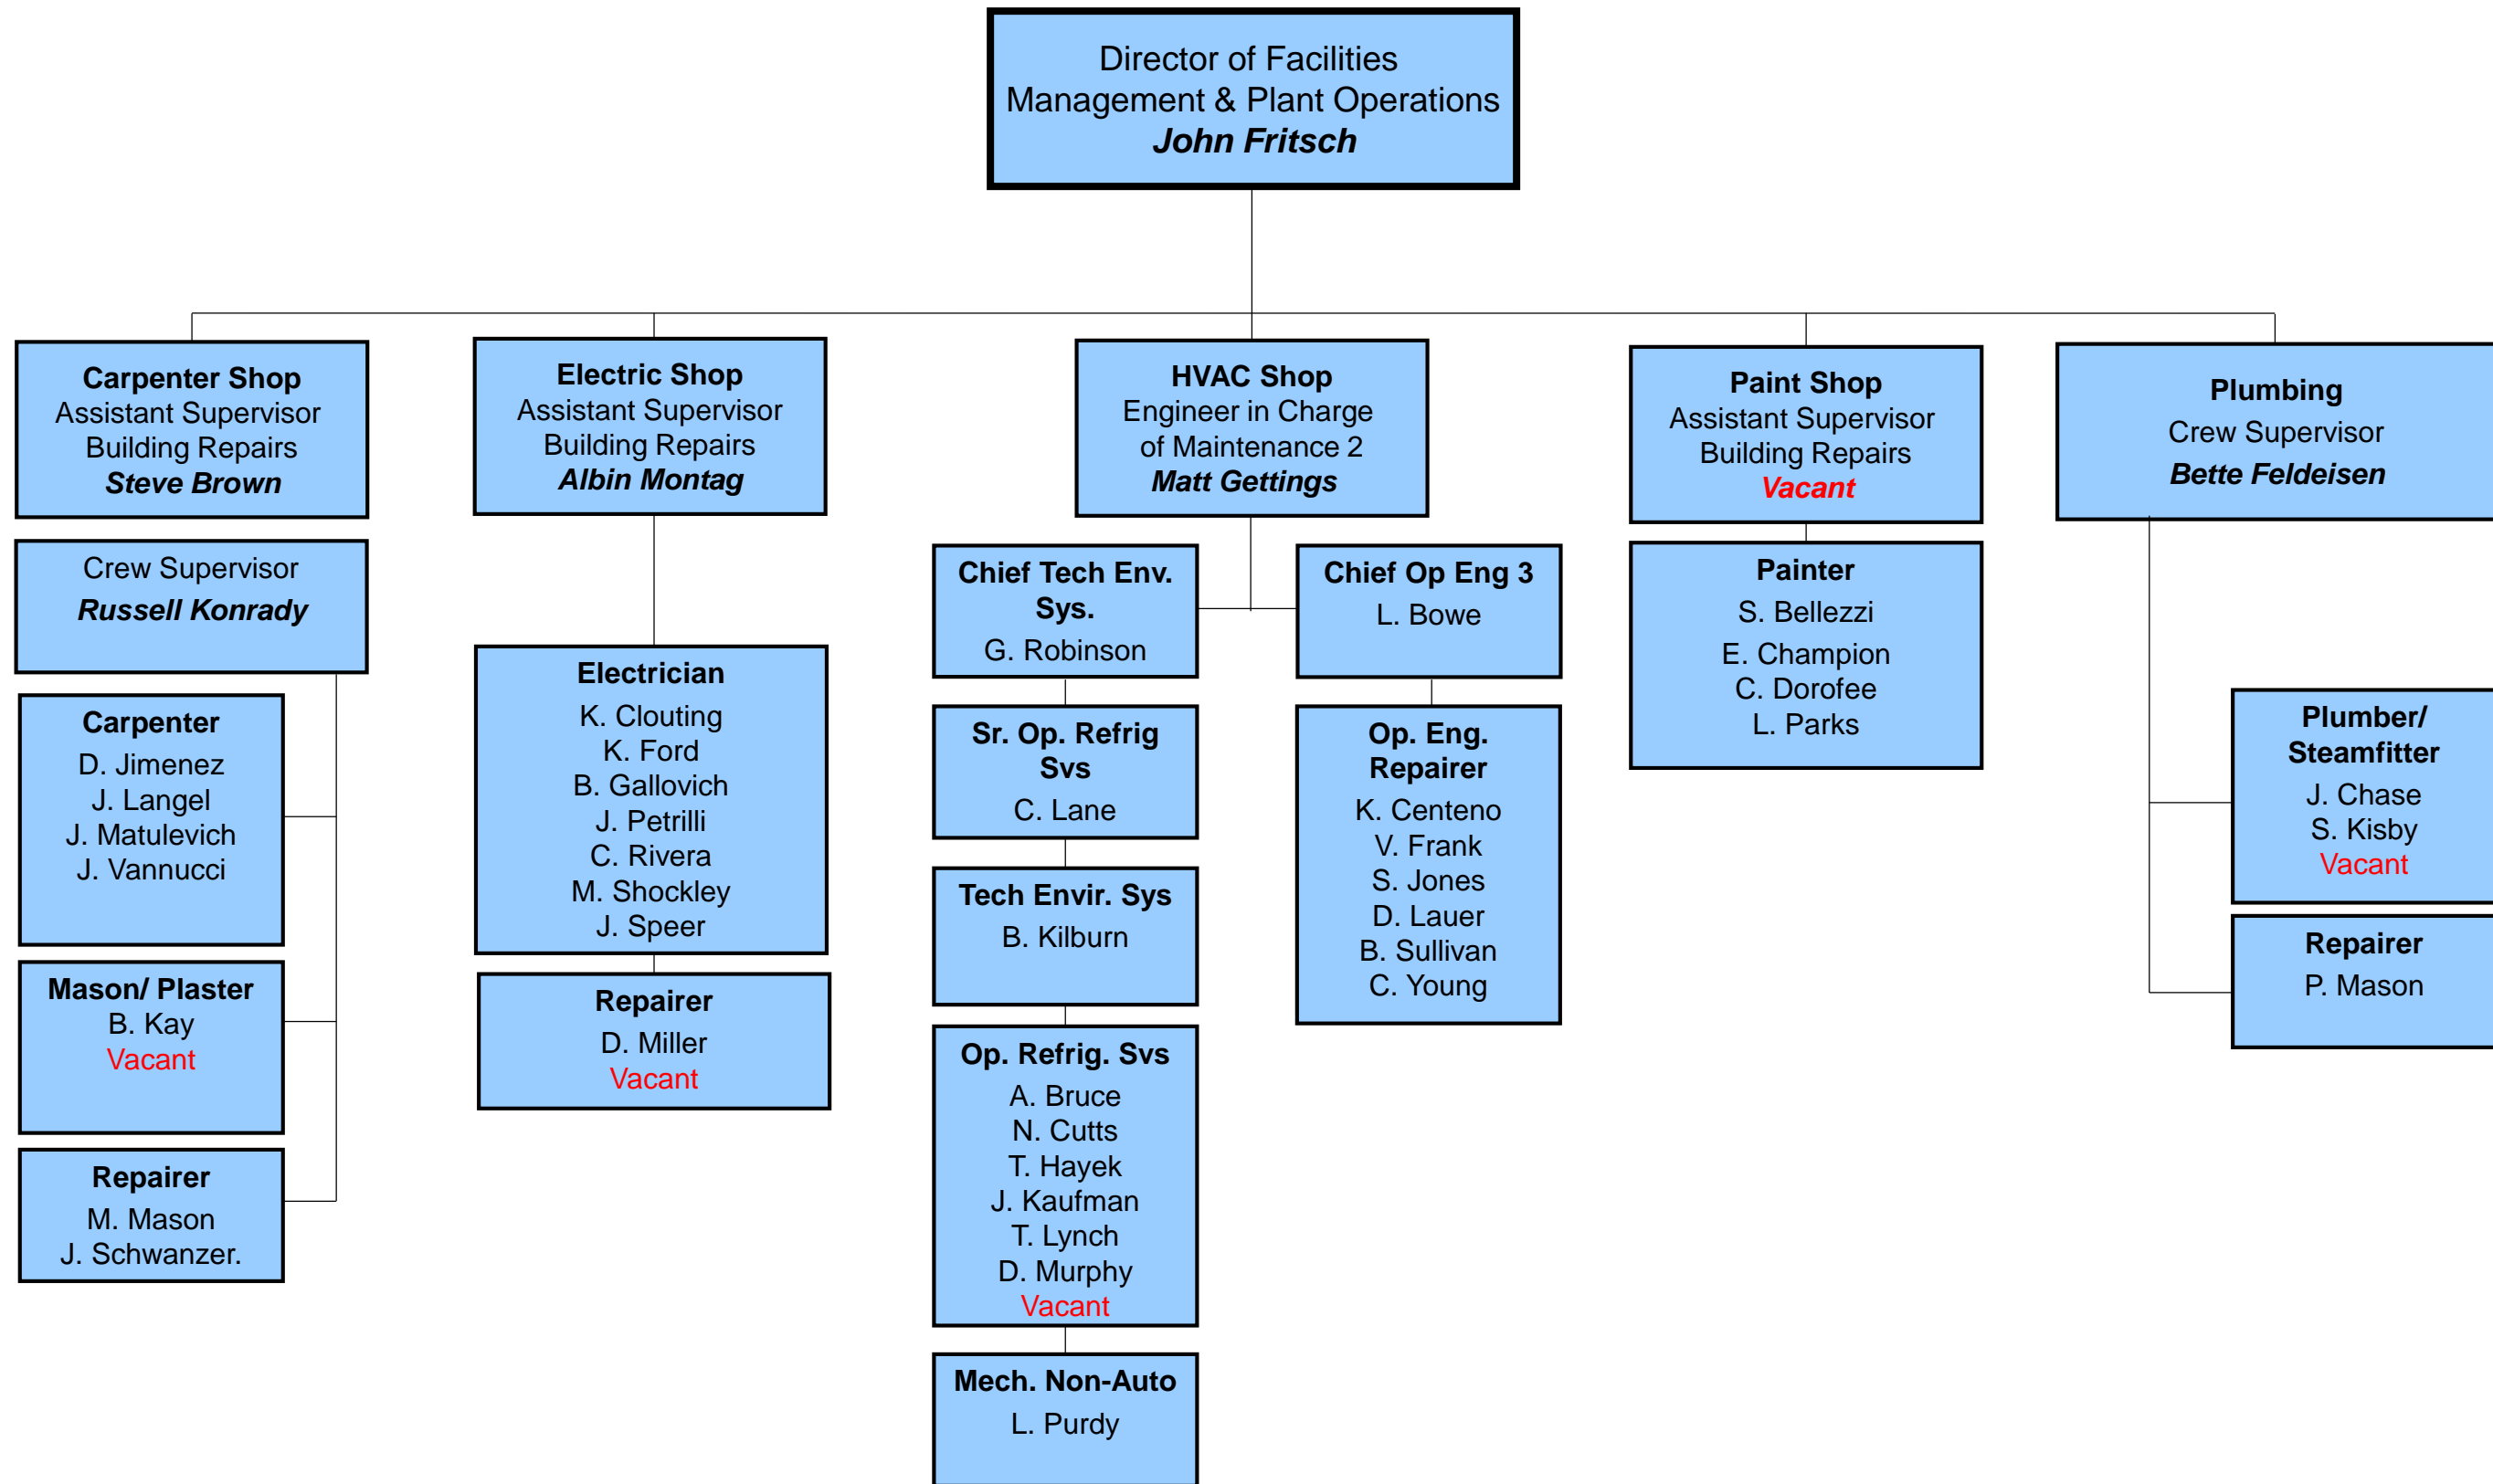 Director of Facilities
Management & Plant Operations
John Fritsch
Carpenter Shop
Assistant Supervisor
Building Repairs
Steve Brown
Crew Supervisor
Russell Konrady
Carpenter
D. Jimenez
J. Langel
J. Matulevich
J. Vannucci
Mason/ Plaster
B. Kay
Vacant
Repairer
M. Mason
J. Schwanzer.
Electric Shop
Assistant Supervisor
Building Repairs
Albin Montag
Electrician
K. Clouting
K. Ford
B. Gallovich
J. Petrilli
C. Rivera
M. Shockley
J. Speer
Repairer
D. Miller
Vacant
HVAC Shop
Engineer in Charge
of Maintenance 2
Matt Gettings
Chief Tech Env.
Sys.
G. Robinson
Sr. Op. Refrig
Svs
C. Lane
Tech Envir. Sys
B. Kilburn
Op. Refrig. Svs
A. Bruce
N. Cutts
T. Hayek
J. Kaufman
T. Lynch
D. Murphy
Vacant
Mech. Non-Auto
L. Purdy
Chief Op Eng 3
L. Bowe
Op. Eng.
Repairer
K. Centeno
V. Frank
S. Jones
D. Lauer
B. Sullivan
C. Young
Paint Shop
Assistant Supervisor
Building Repairs
Vacant
Painter
S. Bellezzi
E. Champion
C. Dorofee
L. Parks
Plumbing
Crew Supervisor
Bette Feldeisen
Plumber/
Steamfitter
J. Chase
S. Kisby
Vacant
Repairer
P. Mason